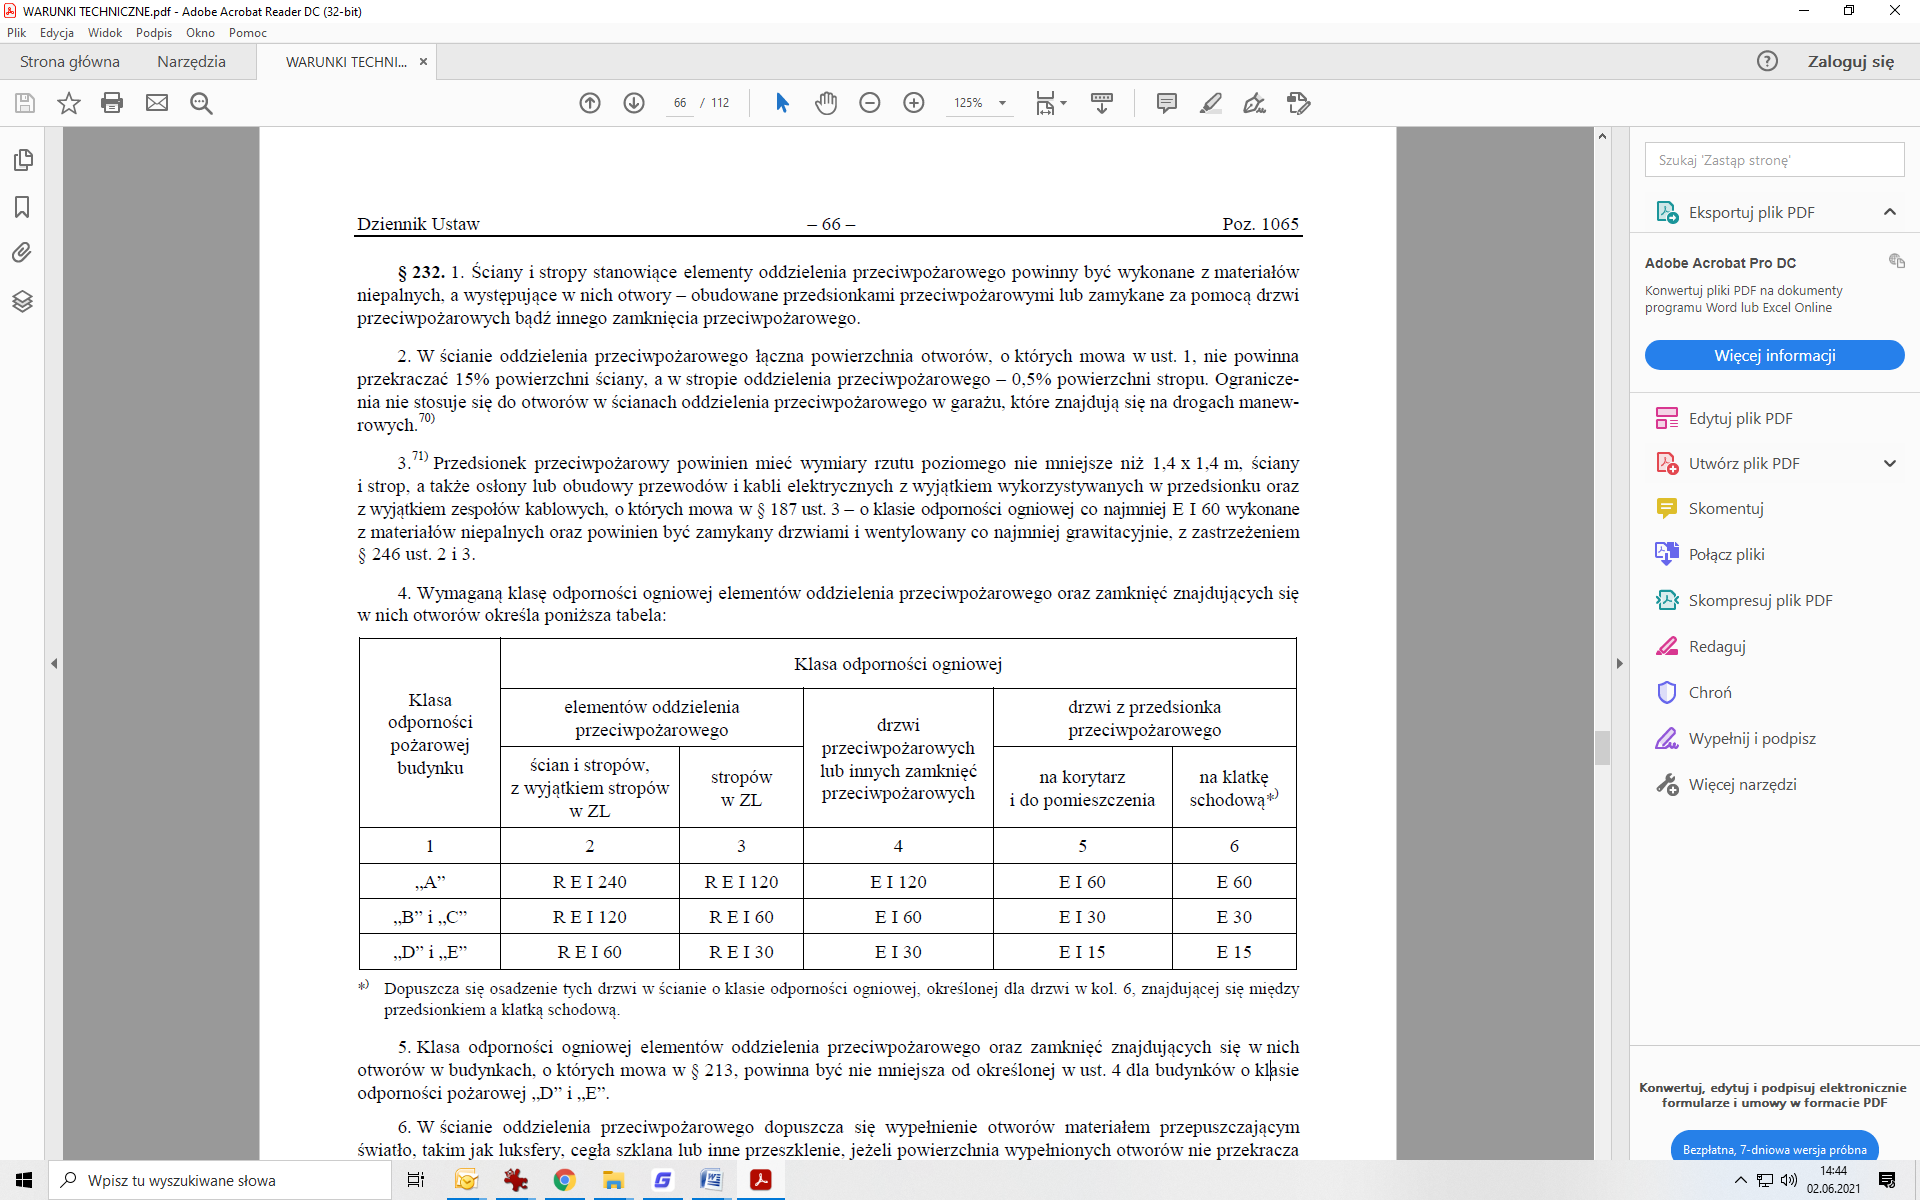 WARUNKI TECHNICZNE.pdf - Adobe Acrobat Reader DC (32-bit)
Plik Edycja Widok Podpis Okno Pomoc
Strona główna Narzędzia WARUNKI TECHNI... × Zaloguj się
66 / 112 125%
Szukaj 'Zastąp stronę'
Eksportuj plik PDF
Adobe Acrobat Pro DC
Konwertuj pliki PDF na dokumenty
programu Word lub Excel Online
Więcej informacji
Edytuj plik PDF
Utwórz plik PDF
Skomentuj
Połącz pliki
Skompresuj plik PDF
Redaguj
Chroń
Wypełnij i podpisz
Więcej narzędzi
Konwertuj, edytuj i podpisuj elektronicznie
formularze i umowy w formacie PDF
Bezpłatna, 7-dniowa wersja próbna
Dziennik Ustaw – 66 – Poz. 1065
§ 232. 1. Ściany i stropy stanowiące elementy oddzielenia przeciwpożarowego powinny być wykonane z materiałów
niepalnych, a występujące w nich otwory – obudowane przedsionkami przeciwpożarowymi lub zamykane za pomocą drzwi
przeciwpożarowych bądź innego zamknięcia przeciwpożarowego.
2. W ścianie oddzielenia przeciwpożarowego łączna powierzchnia otworów, o których mowa w ust. 1, nie powinna
przekraczać 15% powierzchni ściany, a w stropie oddzielenia przeciwpożarowego – 0,5% powierzchni stropu. Ogranicze-
nia nie stosuje się do otworów w ścianach oddzielenia przeciwpożarowego w garażu, które znajdują się na drogach manew-
rowych.70)
3.71) Przedsionek przeciwpożarowy powinien mieć wymiary rzutu poziomego nie mniejsze niż 1,4 x 1,4 m, ściany
i strop, a także osłony lub obudowy przewodów i kabli elektrycznych z wyjątkiem wykorzystywanych w przedsionku oraz
z wyjątkiem zespołów kablowych, o których mowa w § 187 ust. 3 – o klasie odporności ogniowej co najmniej E I 60 wykonane
z materiałów niepalnych oraz powinien być zamykany drzwiami i wentylowany co najmniej grawitacyjnie, z zastrzeżeniem
§ 246 ust. 2 i 3.
4. Wymaganą klasę odporności ogniowej elementów oddzielenia przeciwpożarowego oraz zamknięć znajdujących się
w nich otworów określa poniższa tabela:
Klasa
odporności
pożarowej
budynku
Klasa odporności ogniowej
elementów oddzielenia
przeciwpożarowego
drzwi
przeciwpożarowych
lub innych zamknięć
przeciwpożarowych
drzwi z przedsionka
przeciwpożarowego
ścian i stropów,
z wyjątkiem stropów
w ZL
stropów
w ZL
na korytarz
i do pomieszczenia
na klatkę
schodową*)
1 2 3 4 5 6
„A” R E I 240 R E I 120 E I 120 E I 60 E 60
„B” i „C” R E I 120 R E I 60 E I 60 E I 30 E 30
„D” i „E” R E I 60 R E I 30 E I 30 E I 15 E 15
*) Dopuszcza się osadzenie tych drzwi w ścianie o klasie odporności ogniowej, określonej dla drzwi w kol. 6, znajdującej się między
przedsionkiem a klatką schodową.
5. Klasa odporności ogniowej elementów oddzielenia przeciwpożarowego oraz zamknięć znajdujących się w nich
otworów w budynkach, o których mowa w § 213, powinna być nie mniejsza od określonej w ust. 4 dla budynków o klasie
odporności pożarowej „D” i „E”.
6. W ścianie oddzielenia przeciwpożarowego dopuszcza się wypełnienie otworów materiałem przepuszczającym
światło, takim jak luksfery, cegła szklana lub inne przeszklenie, jeżeli powierzchnia wypełnionych otworów nie przekracza
Wpisz tu wyszukiwane słowa
14:44
02.06.2021